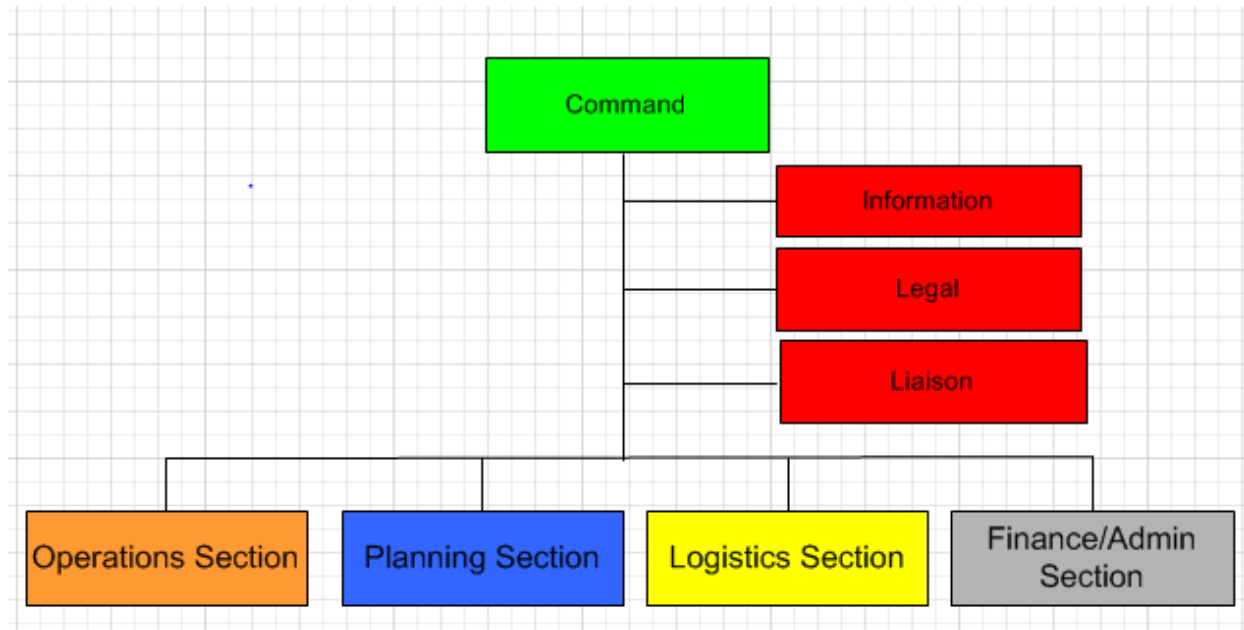 Command
Information
Legal
Liaison
Operations Section
Planning Section
Logistics Section
Finance/Admin
Section